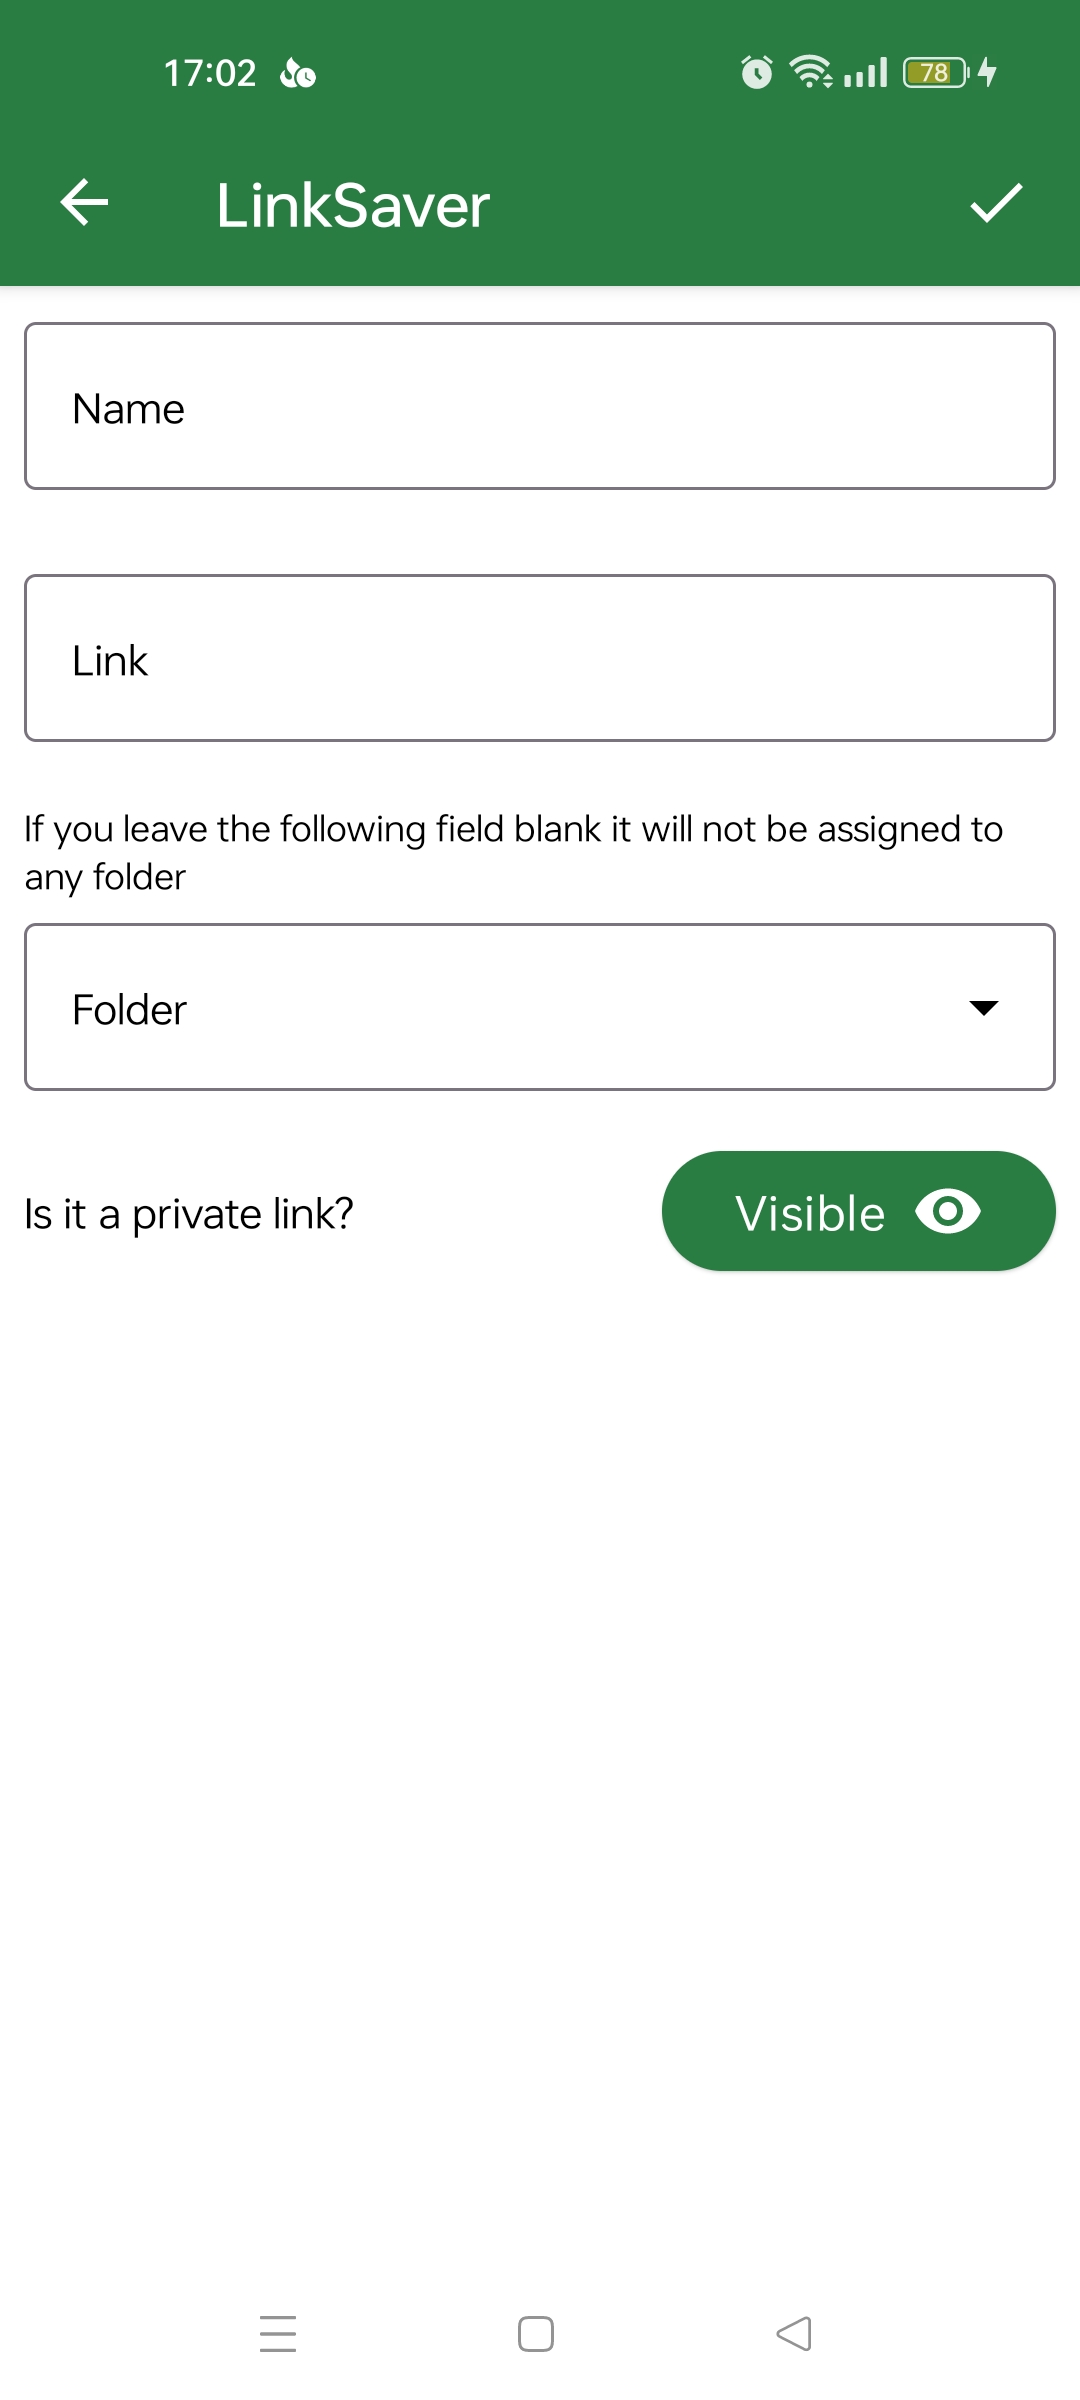 17:02
78
LinkSaver
Name
Link
If you leave the following field blank it will not be assigned to
any folder
Folder
Is it a private link?
Visible